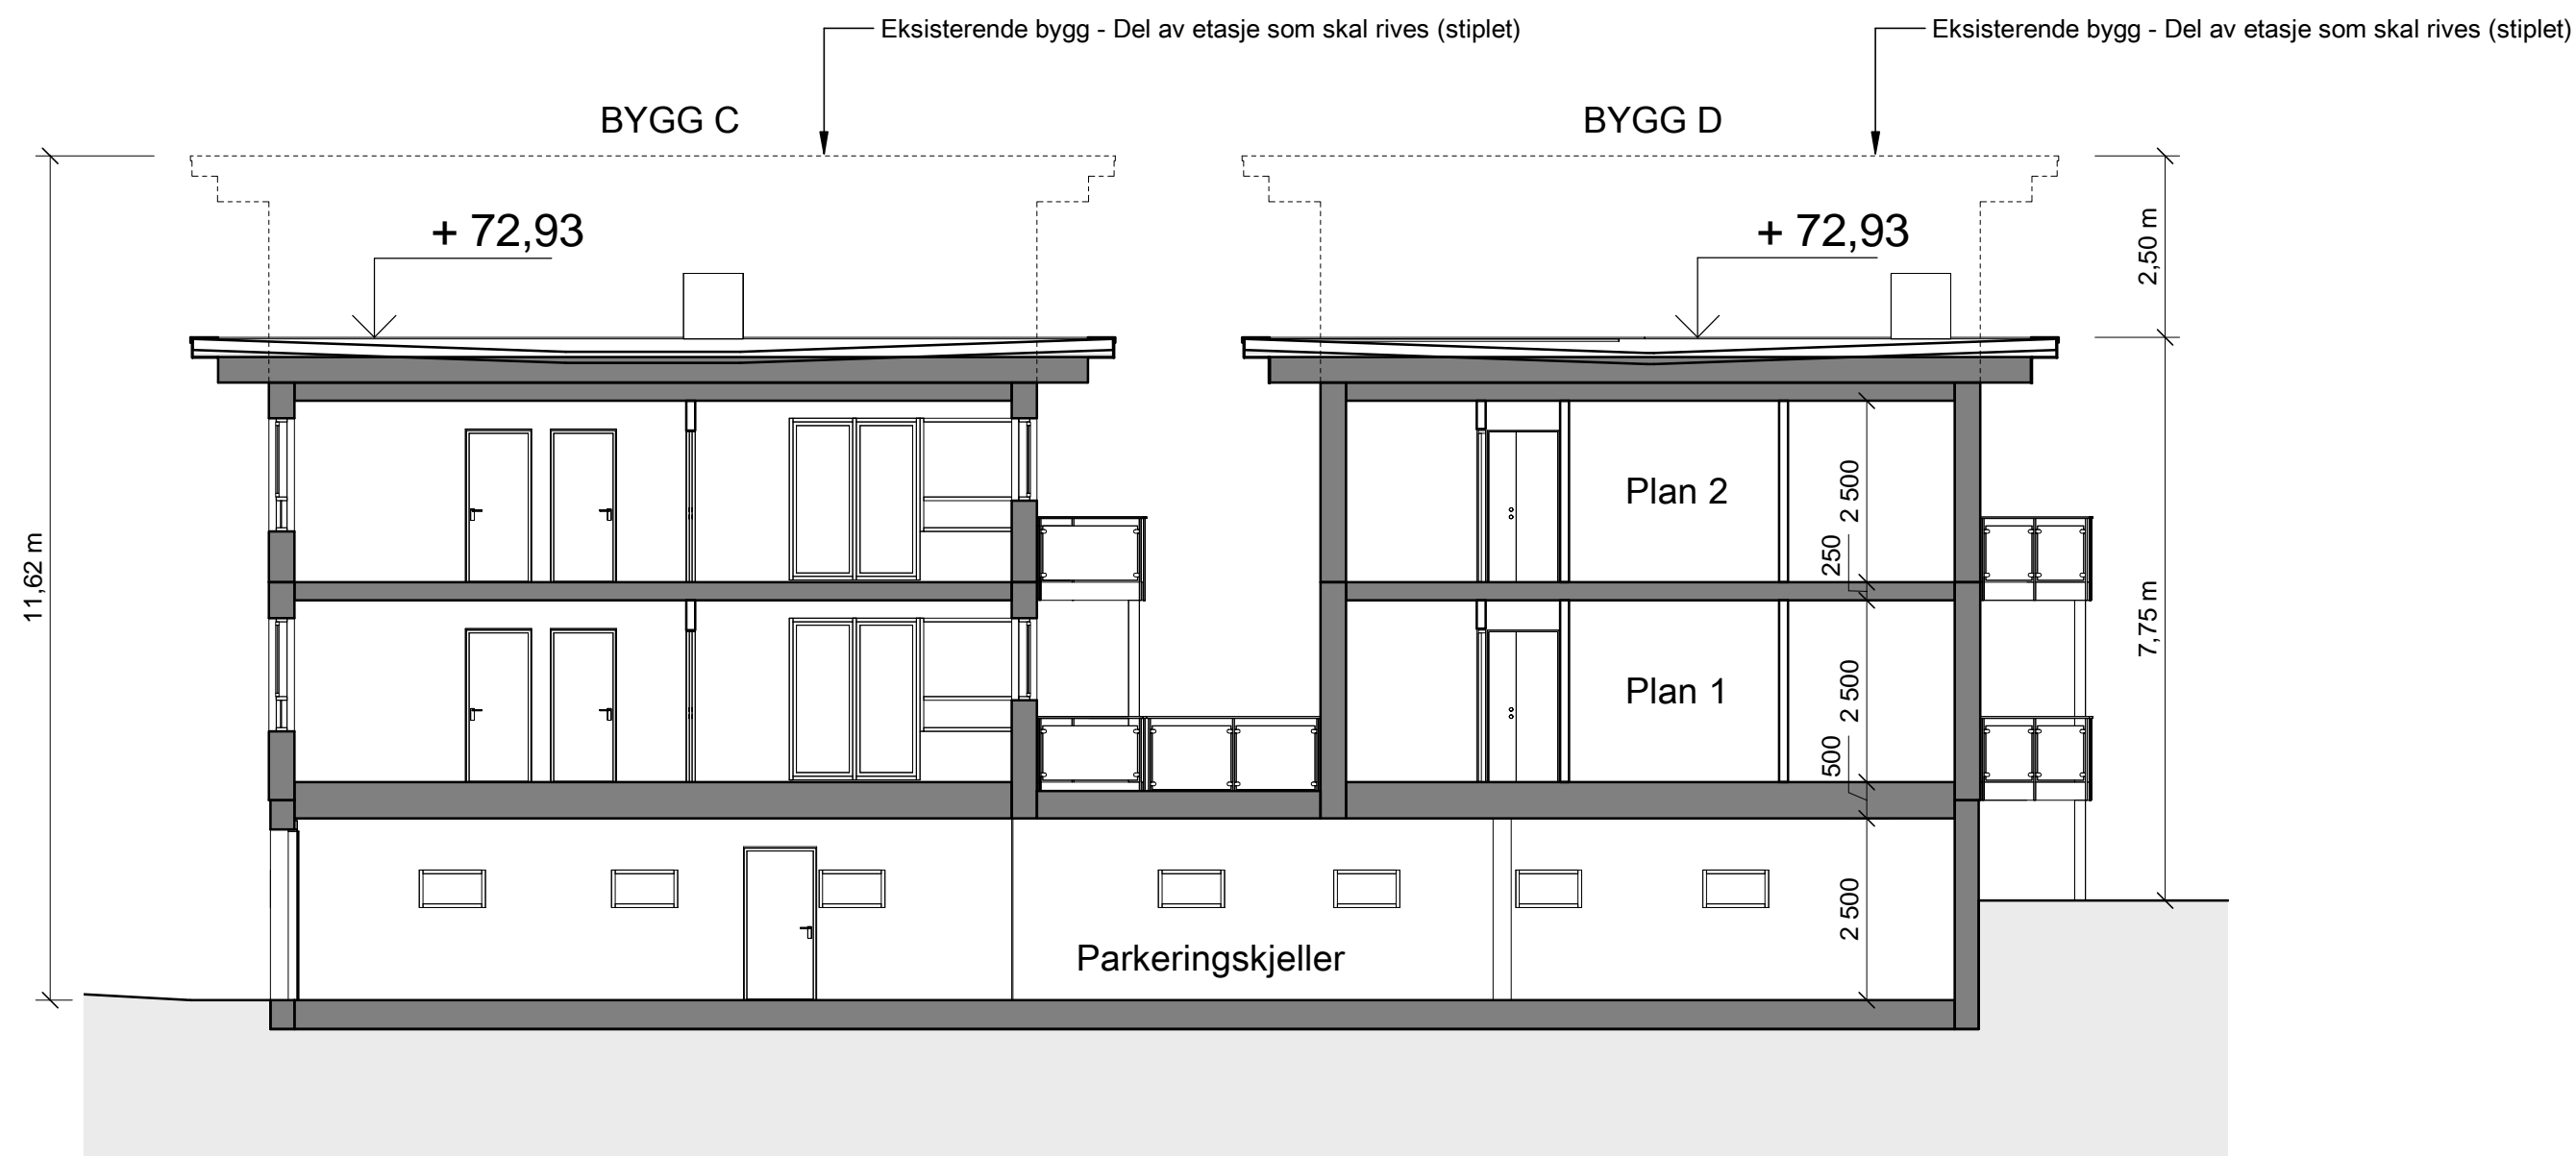 Eksisterende bygg - Del av etasje som skal rives (stiplet)
Eksisterende bygg - Del av etasje som skal rives (stiplet)
BYGG C
BYGG D
+ 72,93
+ 72,93
2,50 m
Plan 2
2 500
250
11,62 m
7,75 m
Plan 1
2 500
500
2 500
Parkeringskjeller